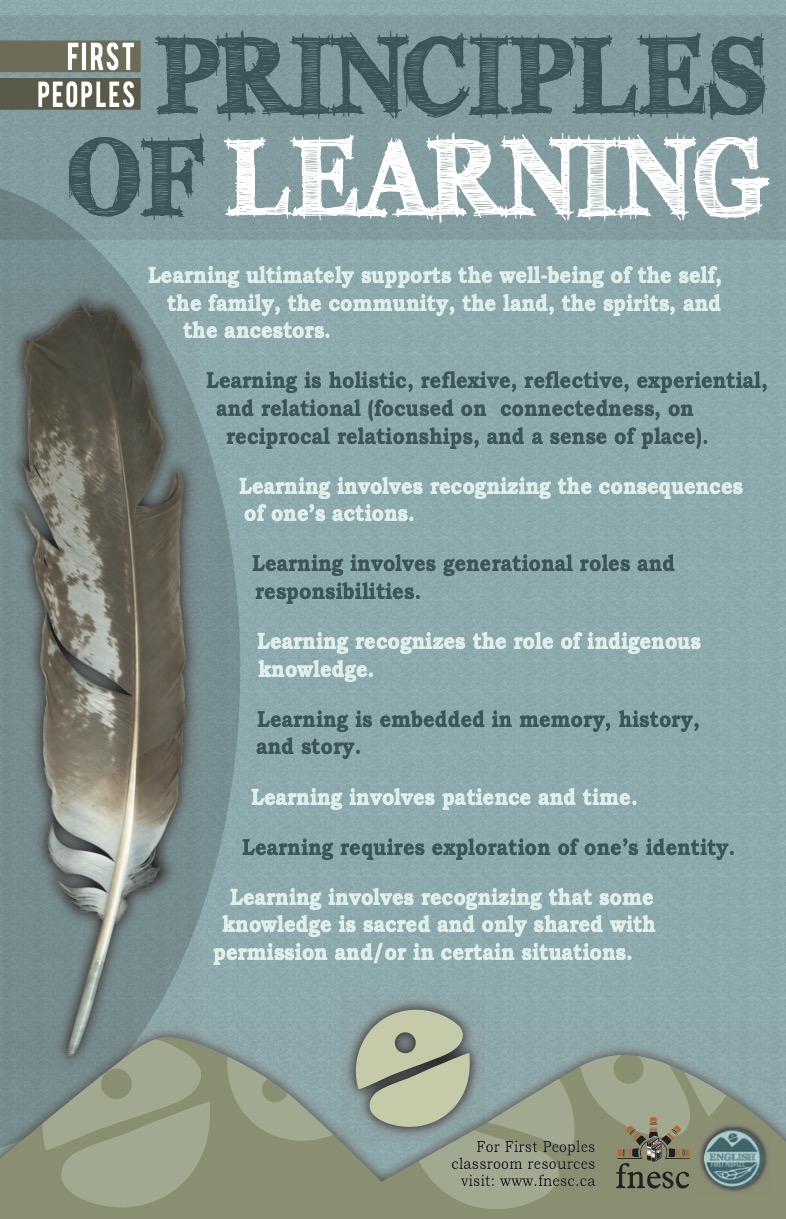 FIRST
PEOPLES
PRINCIPLES
OF LEARNING
Learning ultimately supports the well-being of the self,
the family, the community, the land, the spirits, and
the ancestors.
Learning is holistic, reflexive, reflective, experiential,
and relational (focused on connectedness, on
reciprocal relationships, and a sense of place).
Learning involves recognizing the consequences
of one’s actions.
Learning involves generational roles and
responsibilities.
Learning recognizes the role of indigenous
knowledge.
Learning is embedded in memory, history,
and story.
Learning involves patience and time.
Learning requires exploration of one’s identity.
Learning involves recognizing that some
knowledge is sacred and only shared with
permission and/or in certain situations.
For First Peoples
classroom resources
visit: www.fnesc.ca
fnesc
ENGLISH
FIRST PEOPLES